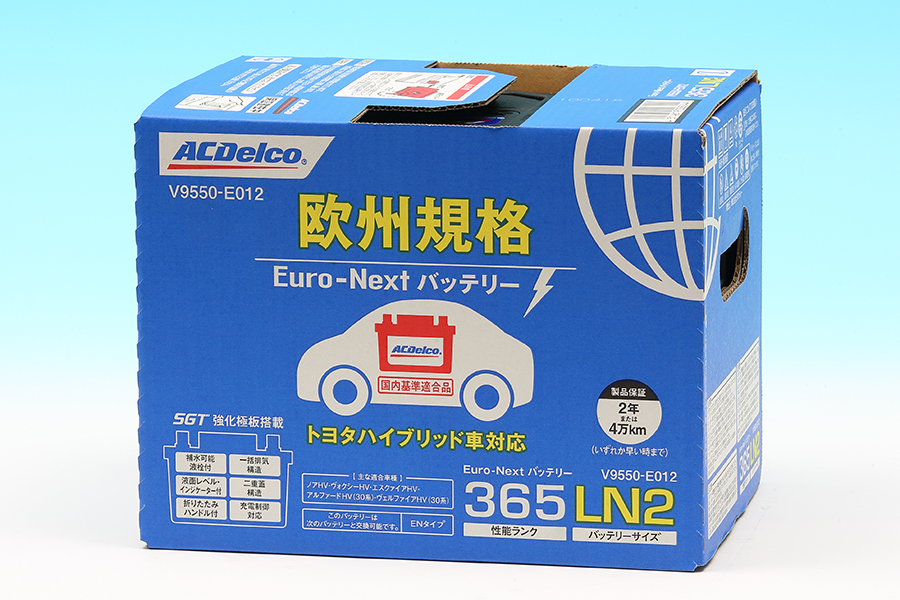 ACDelco®
V9550-E012
欧州規格
Euro-Next バッテリー
ACDelco.
国内基準適合品
トヨタハイブリッド車対応
製品保証
2年
または
4万km
(いずれか早い時まで)
SGT 強化極板搭載
補水可能
液栓付
一括排気
構造
液面レベル・
インジケーター付
二重蓋
構造
折りたたみ
ハンドル付
充電制御
対応
【主な適合車種】
ノアHV・ヴォクシーHV・エスクァイアHV・
アルファードHV(30系)・ヴェルファイアHV(30系)
このバッテリーは
次のバッテリーと交換可能です。
ENタイプ
Euro-Next バッテリー
V9550-E012
365 LN2
性能ランク
バッテリーサイズ
365 LN2
ACDelco
365 LN2